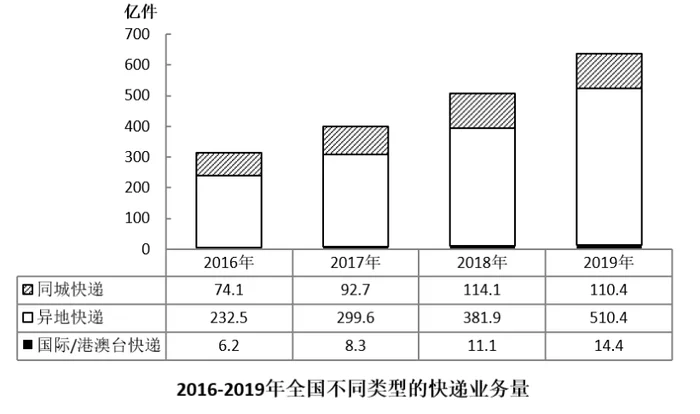 亿件
700
600
500
400
300
200
100
0
2016年 2017年 2018年 2019年
同城快递 74.1 92.7 114.1 110.4
异地快递 232.5 299.6 381.9 510.4
国际/港澳台快递 6.2 8.3 11.1 14.4
2016-2019年全国不同类型的快递业务量